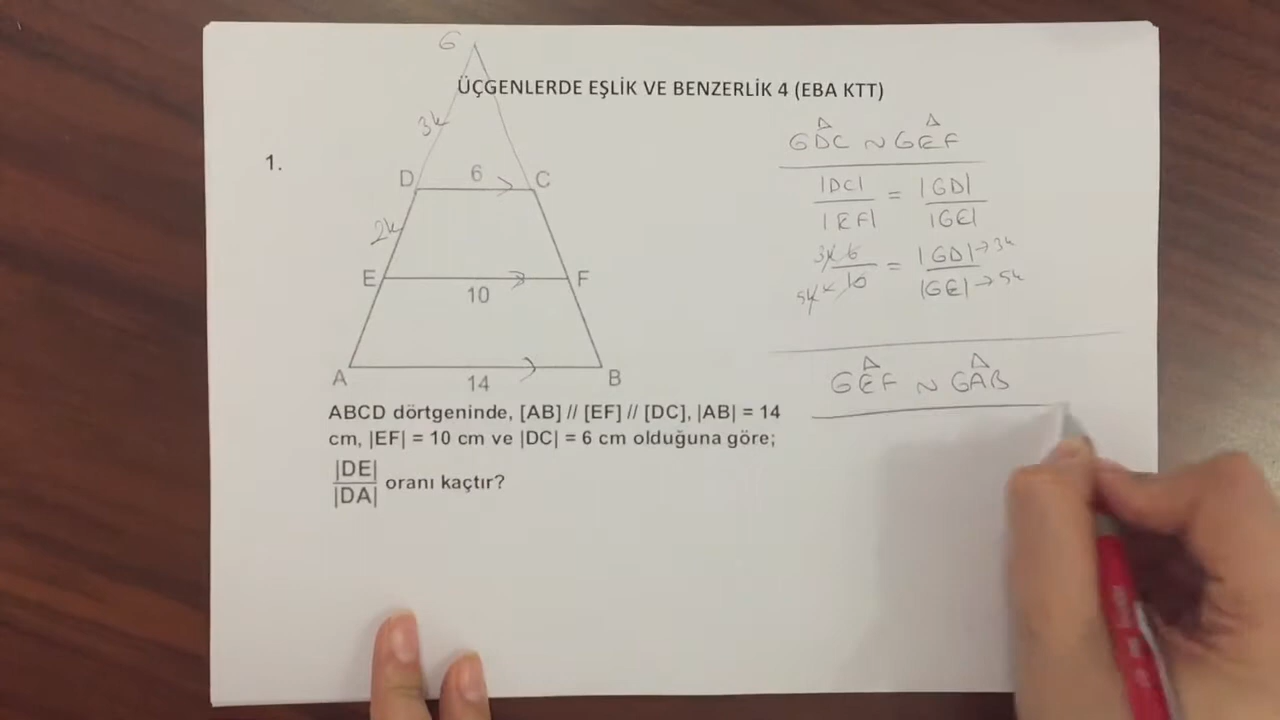 G
ÜÇGENLERDE EŞLİK VE BENZERLİK 4 (EBA KTT)
1.
3k
D 6 C
2k
E F
10
A B
14
ABCD dörtgeninde, [AB] // [EF] // [DC], |AB| = 14
cm, |EF| = 10 cm ve |DC| = 6 cm olduğuna göre;
|DE|
|DA| oranı kaçtır?
GDC ~ GEF
|DC| = |GD|
|EF| |GE|
3k 6 = |GD| → 3k
5k 10 |GE| → 5k
GEF ~ GAB